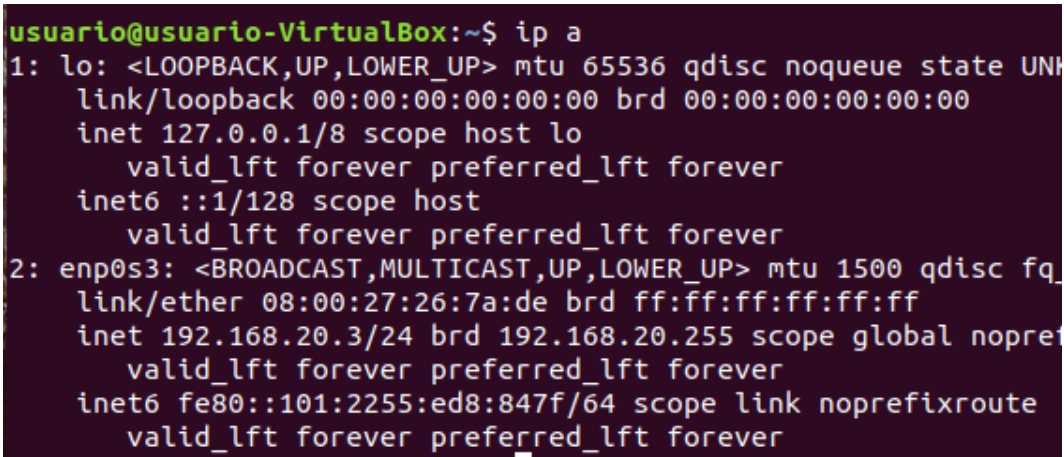 usuario@usuario-VirtualBox:~$ ip a
1: lo: <LOOPBACK,UP,LOWER_UP> mtu 65536 qdisc noqueue state UNK
link/loopback 00:00:00:00:00:00 brd 00:00:00:00:00:00
inet 127.0.0.1/8 scope host lo
valid_lft forever preferred_lft forever
inet6 ::1/128 scope host
valid_lft forever preferred_lft forever
2: enp0s3: <BROADCAST,MULTICAST,UP,LOWER_UP> mtu 1500 qdisc fq_
link/ether 08:00:27:26:7a:de brd ff:ff:ff:ff:ff:ff
inet 192.168.20.3/24 brd 192.168.20.255 scope global nopref
valid_lft forever preferred_lft forever
inet6 fe80::101:2255:ed8:847f/64 scope link noprefixroute
valid_lft forever preferred_lft forever